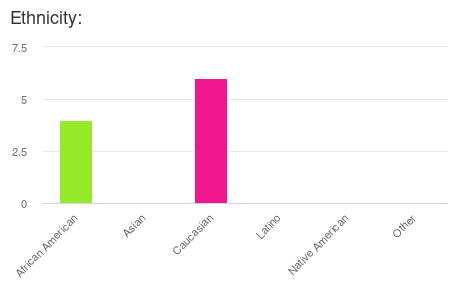 Ethnicity:
7.5
5
2.5
0
African American
Asian
Caucasian
Latino
Native American
Other